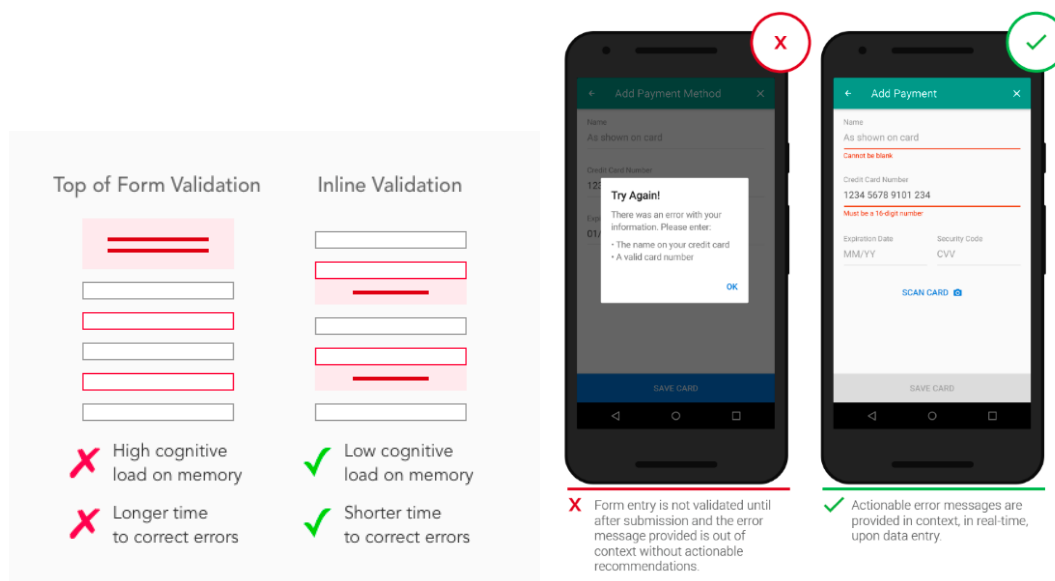 Top of Form Validation
Inline Validation
X High cognitive
load on memory
X Longer time
to correct errors
✓ Low cognitive
load on memory
✓ Shorter time
to correct errors
X
← Add Payment Method ×
Name
As shown on card
Credit Card Number
Try Again!
There was an error with your
information. Please enter:
• The name on your credit card
• A valid card number
OK
01/
SAVE CARD
X Form entry is not validated until
after submission and the error
message provided is out of
context without actionable
recommendations.
✓
← Add Payment ×
Name
As shown on card
Cannot be blank
Credit Card Number
1234 5678 9101 234
Must be a 16-digit number
Expiration Date Security Code
MM/YY CVV
SCAN CARD
SAVE CARD
✓ Actionable error messages are
provided in context, in real-time,
upon data entry.